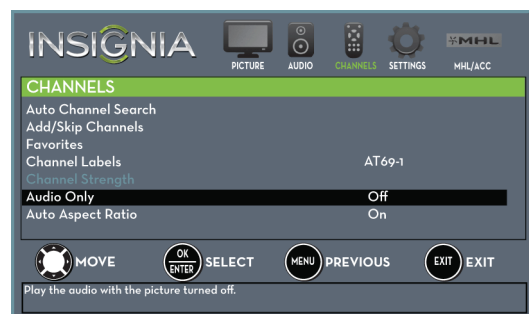 INSIGNIA
PICTURE AUDIO CHANNELS SETTINGS MHL/ACC
MHL
CHANNELS
Auto Channel Search
Add/Skip Channels
Favorites
Channel Labels AT69-1
Channel Strength
Audio Only Off
Auto Aspect Ratio On
MOVE OK ENTER SELECT MENU PREVIOUS EXIT EXIT
Play the audio with the picture turned off.